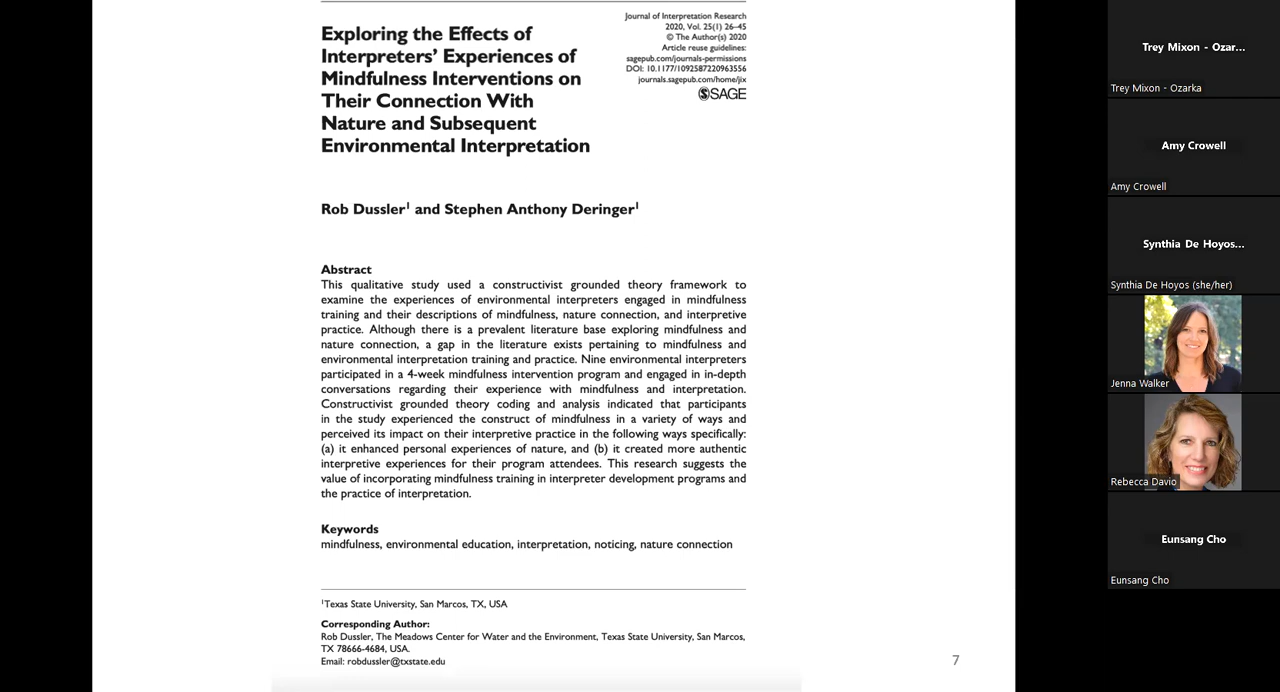 Exploring the Effects of
Interpreters' Experiences of
Mindfulness Interventions on
Their Connection With
Nature and Subsequent
Environmental Interpretation
Journal of Interpretation Research
2020, Vol. 25(1) 26–45
© The Author(s) 2020
Article reuse guidelines:
sagepub.com/journals-permissions
DOI: 10.1177/1092587220963556
journals.sagepub.com/home/jix
SAGE
Rob Dussler1 and Stephen Anthony Deringer1
Abstract
This qualitative study used a constructivist grounded theory framework to
examine the experiences of environmental interpreters engaged in mindfulness
training and their descriptions of mindfulness, nature connection, and interpretive
practice. Although there is a prevalent literature base exploring mindfulness and
nature connection, a gap in the literature exists pertaining to mindfulness and
environmental interpretation training and practice. Nine environmental interpreters
participated in a 4-week mindfulness intervention program and engaged in in-depth
conversations regarding their experience with mindfulness and interpretation.
Constructivist grounded theory coding and analysis indicated that participants
in the study experienced the construct of mindfulness in a variety of ways and
perceived its impact on their interpretive practice in the following ways specifically:
(a) it enhanced personal experiences of nature, and (b) it created more authentic
interpretive experiences for their program attendees. This research suggests the
value of incorporating mindfulness training in interpreter development programs and
the practice of interpretation.
Keywords
mindfulness, environmental education, interpretation, noticing, nature connection
1Texas State University, San Marcos, TX, USA
Corresponding Author:
Rob Dussler, The Meadows Center for Water and the Environment, Texas State University, San Marcos,
TX 78666-4684, USA.
Email: robdussler@txstate.edu
7
Trey Mixon - Ozar...
Trey Mixon - Ozarka
Amy Crowell
Amy Crowell
Synthia De Hoyos...
Synthia De Hoyos (she/her)
Jenna Walker
Rebecca Davio
Eunsang Cho
Eunsang Cho